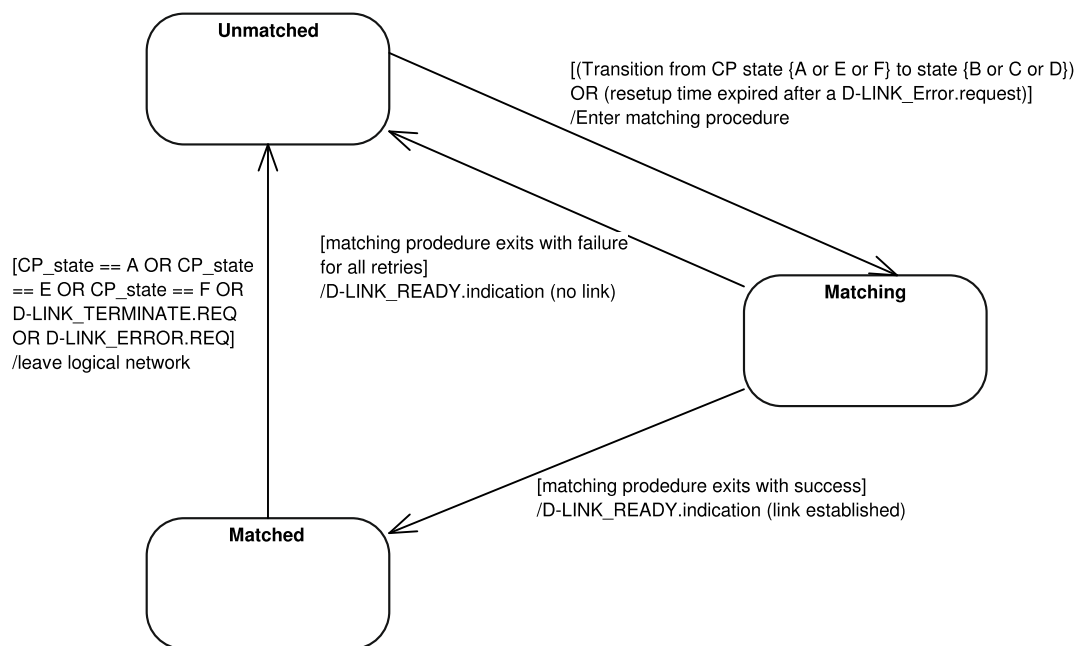 Unmatched
[(Transition from CP state {A or E or F} to state {B or C or D})
OR (resetup time expired after a D-LINK_Error.request)]
/Enter matching procedure
[matching prodedure exits with failure
for all retries]
/D-LINK_READY.indication (no link)
[CP_state == A OR CP_state
== E OR CP_state == F OR
D-LINK_TERMINATE.REQ
OR D-LINK_ERROR.REQ]
/leave logical network
Matching
[matching prodedure exits with success]
/D-LINK_READY.indication (link established)
Matched